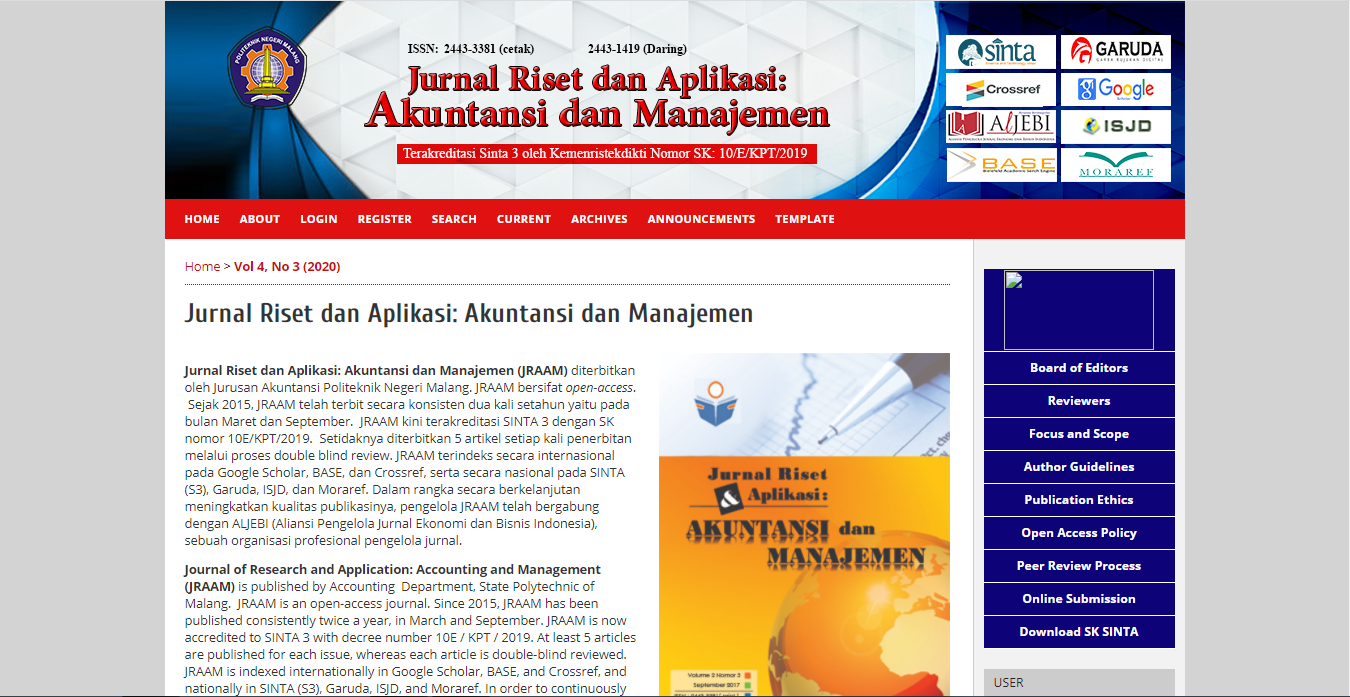 POLITEKNIK NEGERI MALANG
ISSN: 2443-3381 (cetak) 2443-1419 (Daring)
Jurnal Riset dan Aplikasi:
Akuntansi dan Manajemen
Terakreditasi Sinta 3 oleh Kemenristekdikti Nomor SK: 10/E/KPT/2019
sinta
GARUDA
GARBA RUJUKAN DIGITAL
Crossref
Google
ALJEBI
ISJD
BASE
MORAREF
HOME ABOUT LOGIN REGISTER SEARCH CURRENT ARCHIVES ANNOUNCEMENTS TEMPLATE
Home > Vol 4, No 3 (2020)
Jurnal Riset dan Aplikasi: Akuntansi dan Manajemen
Jurnal Riset dan Aplikasi: Akuntansi dan Manajemen (JRAAM) diterbitkan
oleh Jurusan Akuntansi Politeknik Negeri Malang. JRAAM bersifat open-access.
Sejak 2015, JRAAM telah terbit secara konsisten dua kali setahun yaitu pada
bulan Maret dan September. JRAAM kini terakreditasi SINTA 3 dengan SK
nomor 10E/KPT/2019. Setidaknya diterbitkan 5 artikel setiap kali penerbitan
melalui proses double blind review. JRAAM terindeks secara internasional
pada Google Scholar, BASE, dan Crossref, serta secara nasional pada SINTA
(S3), Garuda, ISJD, dan Moraref. Dalam rangka secara berkelanjutan
meningkatkan kualitas publikasinya, pengelola JRAAM telah bergabung
dengan ALJEBI (Aliansi Pengelola Jurnal Ekonomi dan Bisnis Indonesia),
sebuah organisasi profesional pengelola jurnal.
Journal of Research and Application: Accounting and Management
(JRAAM) is published by Accounting Department, State Polytechnic of
Malang. JRAAM is an open-access journal. Since 2015, JRAAM has been
published consistently twice a year, in March and September. JRAAM is now
accredited to SINTA 3 with decree number 10E / KPT / 2019. At least 5 articles
are published for each issue, whereas each article is double-blind reviewed.
JRAAM is indexed internationally in Google Scholar, BASE, and Crossref, and
nationally in SINTA (S3), Garuda, ISJD, and Moraref. In order to continuously
Jurnal Riset
& Aplikasi:
AKUNTANSI dan
MANAJEMEN
Volume 2 Nomor 3
September 2017
Board of Editors
Reviewers
Focus and Scope
Author Guidelines
Publication Ethics
Open Access Policy
Peer Review Process
Online Submission
Download SK SINTA
USER